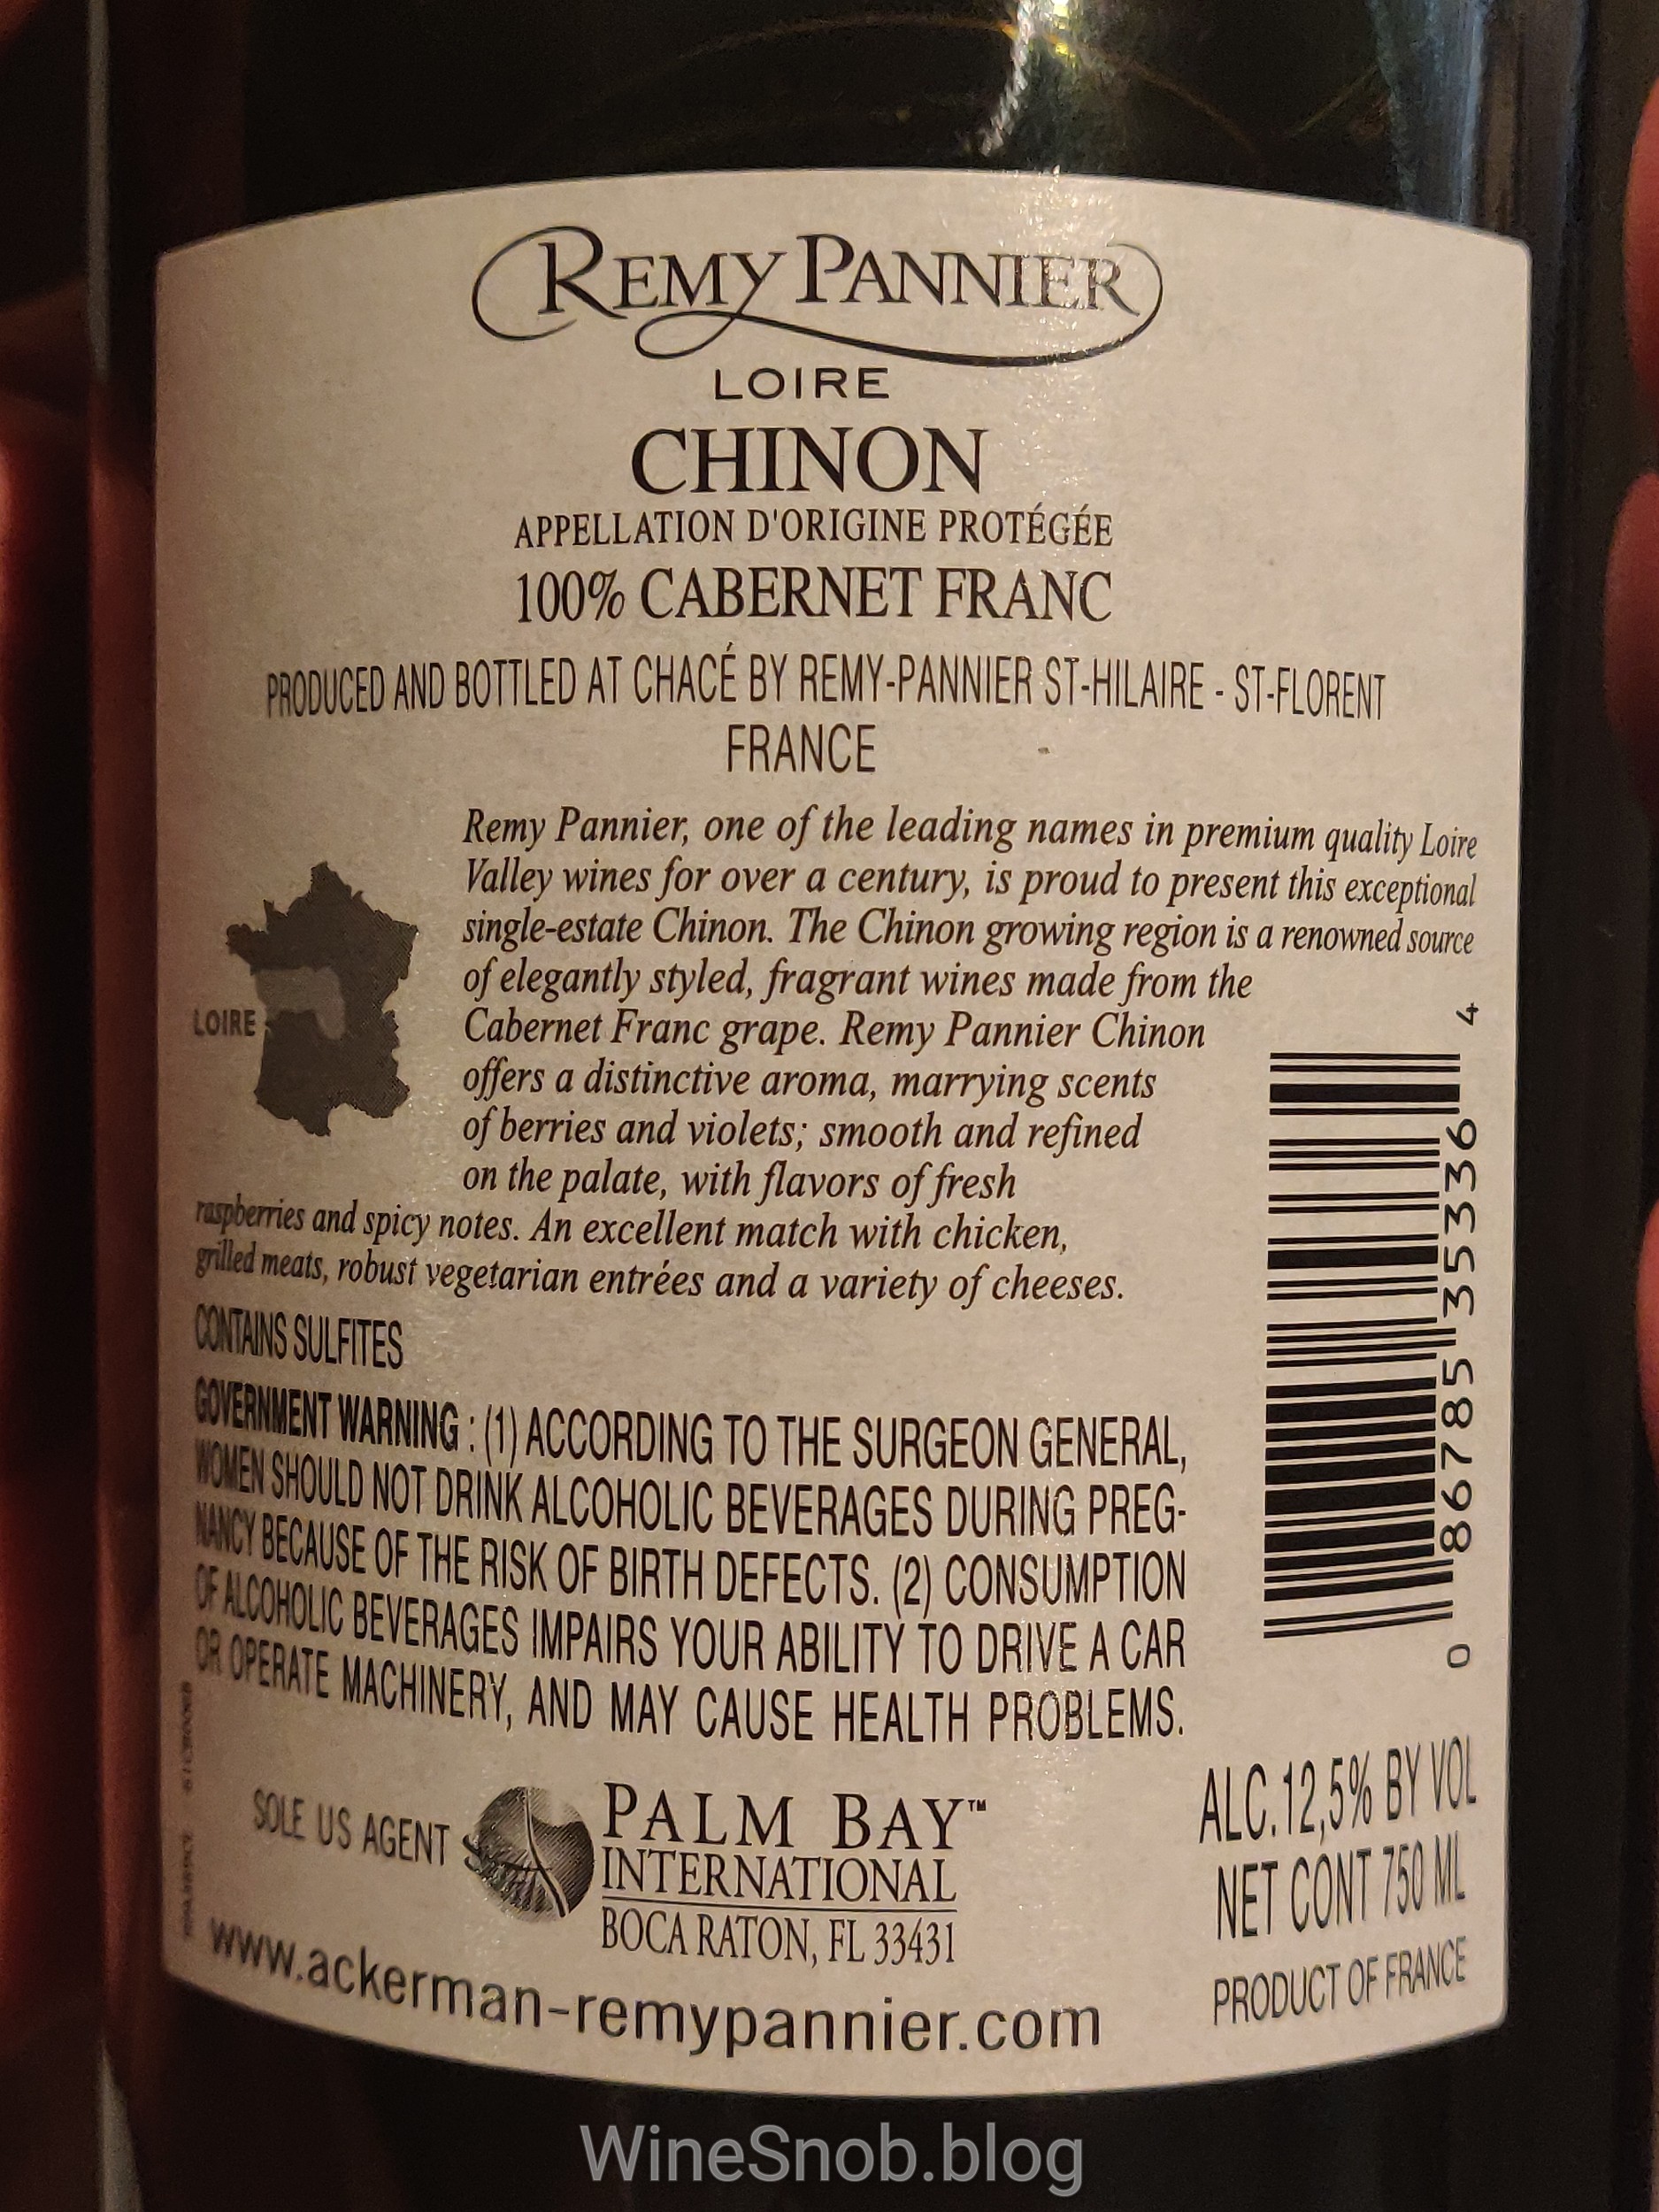 REMY PANNIER
LOIRE
CHINON
APPELLATION D'ORIGINE PROTÉGÉE
100% CABERNET FRANC
PRODUCED AND BOTTLED AT CHACÉ BY REMY-PANNIER ST-HILAIRE - ST-FLORENT
FRANCE
Remy Pannier, one of the leading names in premium quality Loire
Valley wines for over a century, is proud to present this exceptional
single-estate Chinon. The Chinon growing region is a renowned source
of elegantly styled, fragrant wines made from the
Cabernet Franc grape. Remy Pannier Chinon
offers a distinctive aroma, marrying scents
of berries and violets; smooth and refined
on the palate, with flavors of fresh
raspberries and spicy notes. An excellent match with chicken,
grilled meats, robust vegetarian entrées and a variety of cheeses.
LOIRE
CONTAINS SULFITES
GOVERNMENT WARNING : (1) ACCORDING TO THE SURGEON GENERAL,
WOMEN SHOULD NOT DRINK ALCOHOLIC BEVERAGES DURING PREG-
NANCY BECAUSE OF THE RISK OF BIRTH DEFECTS. (2) CONSUMPTION
OF ALCOHOLIC BEVERAGES IMPAIRS YOUR ABILITY TO DRIVE A CAR
OR OPERATE MACHINERY, AND MAY CAUSE HEALTH PROBLEMS.
0 86785 35336 4
SOLE US AGENT
PALM BAY™
INTERNATIONAL
BOCA RATON, FL 33431
ALC.12,5% BY VOL
NET CONT 750 ML
PRODUCT OF FRANCE
www.ackerman-remypannier.com
WineSnob.blog